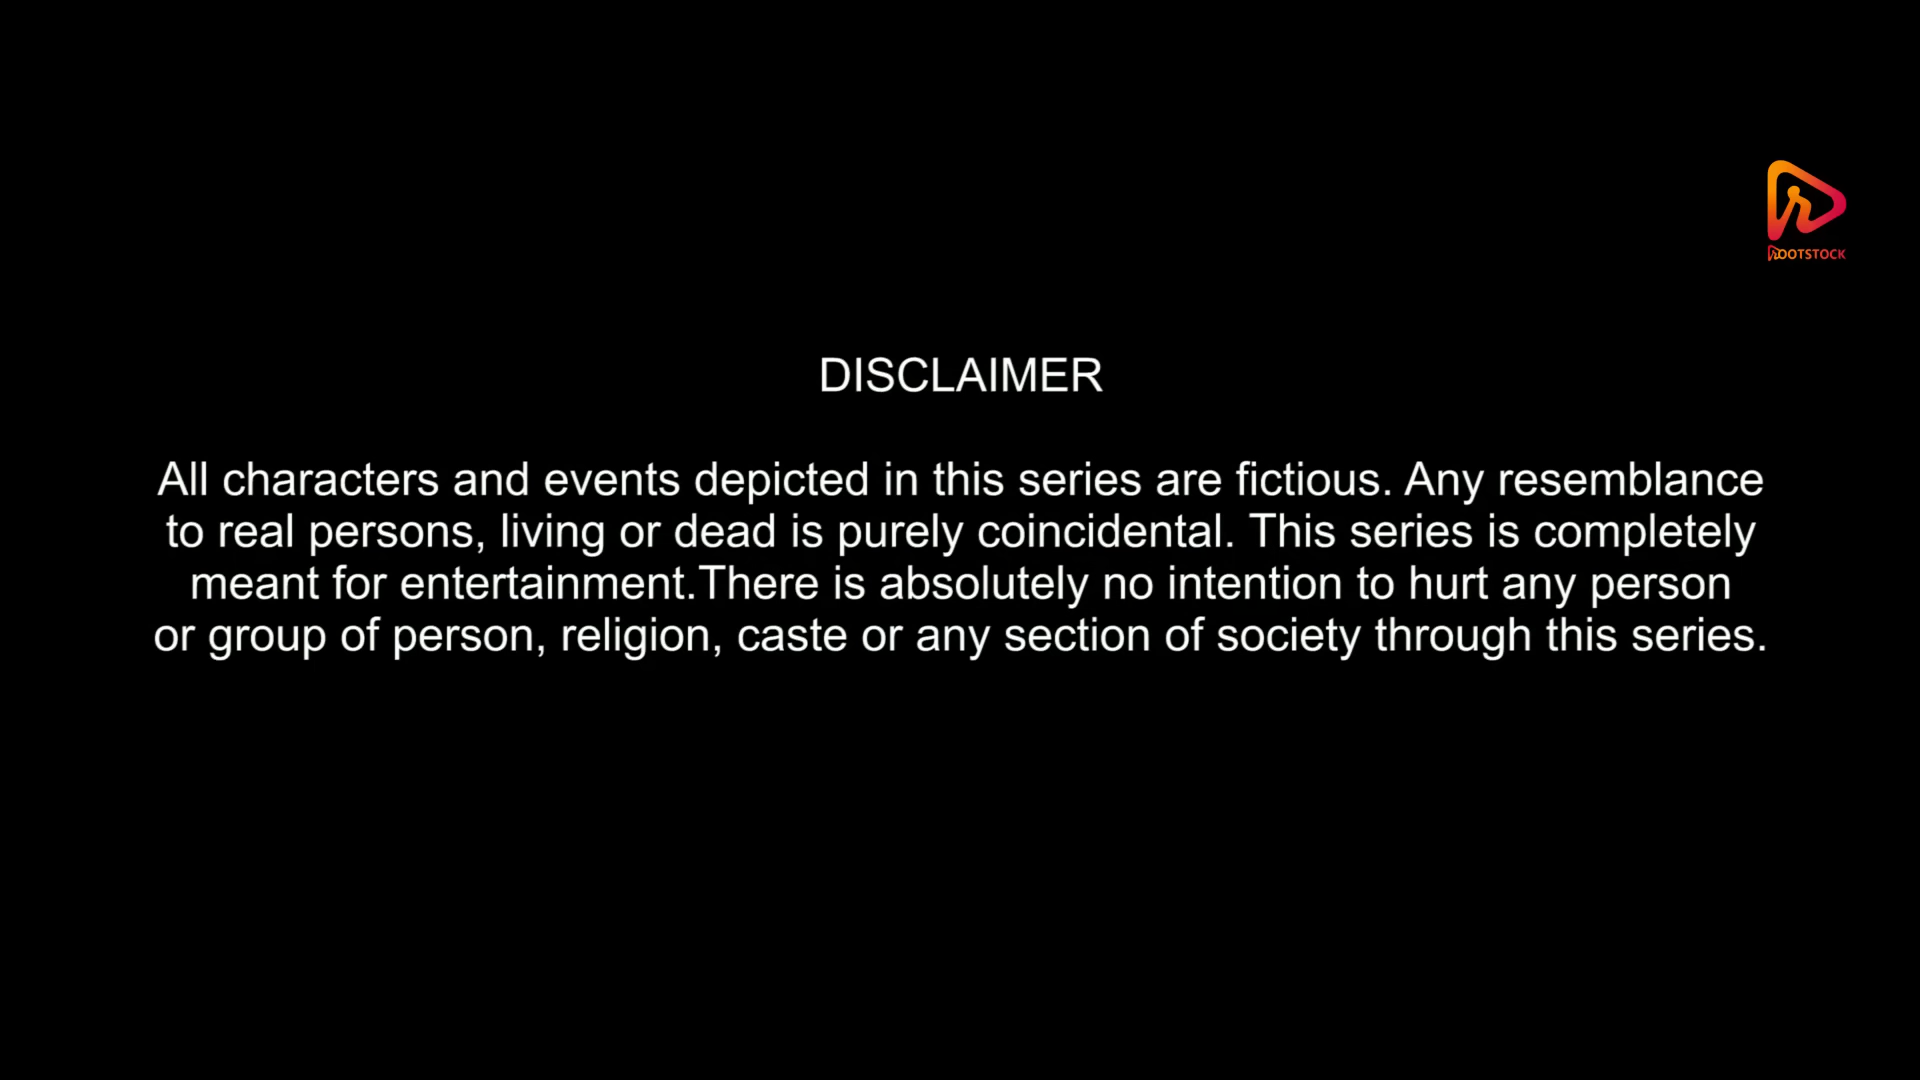 ROOTSTOCK
DISCLAIMER
All characters and events depicted in this series are fictious. Any resemblance
to real persons, living or dead is purely coincidental. This series is completely
meant for entertainment.There is absolutely no intention to hurt any person
or group of person, religion, caste or any section of society through this series.